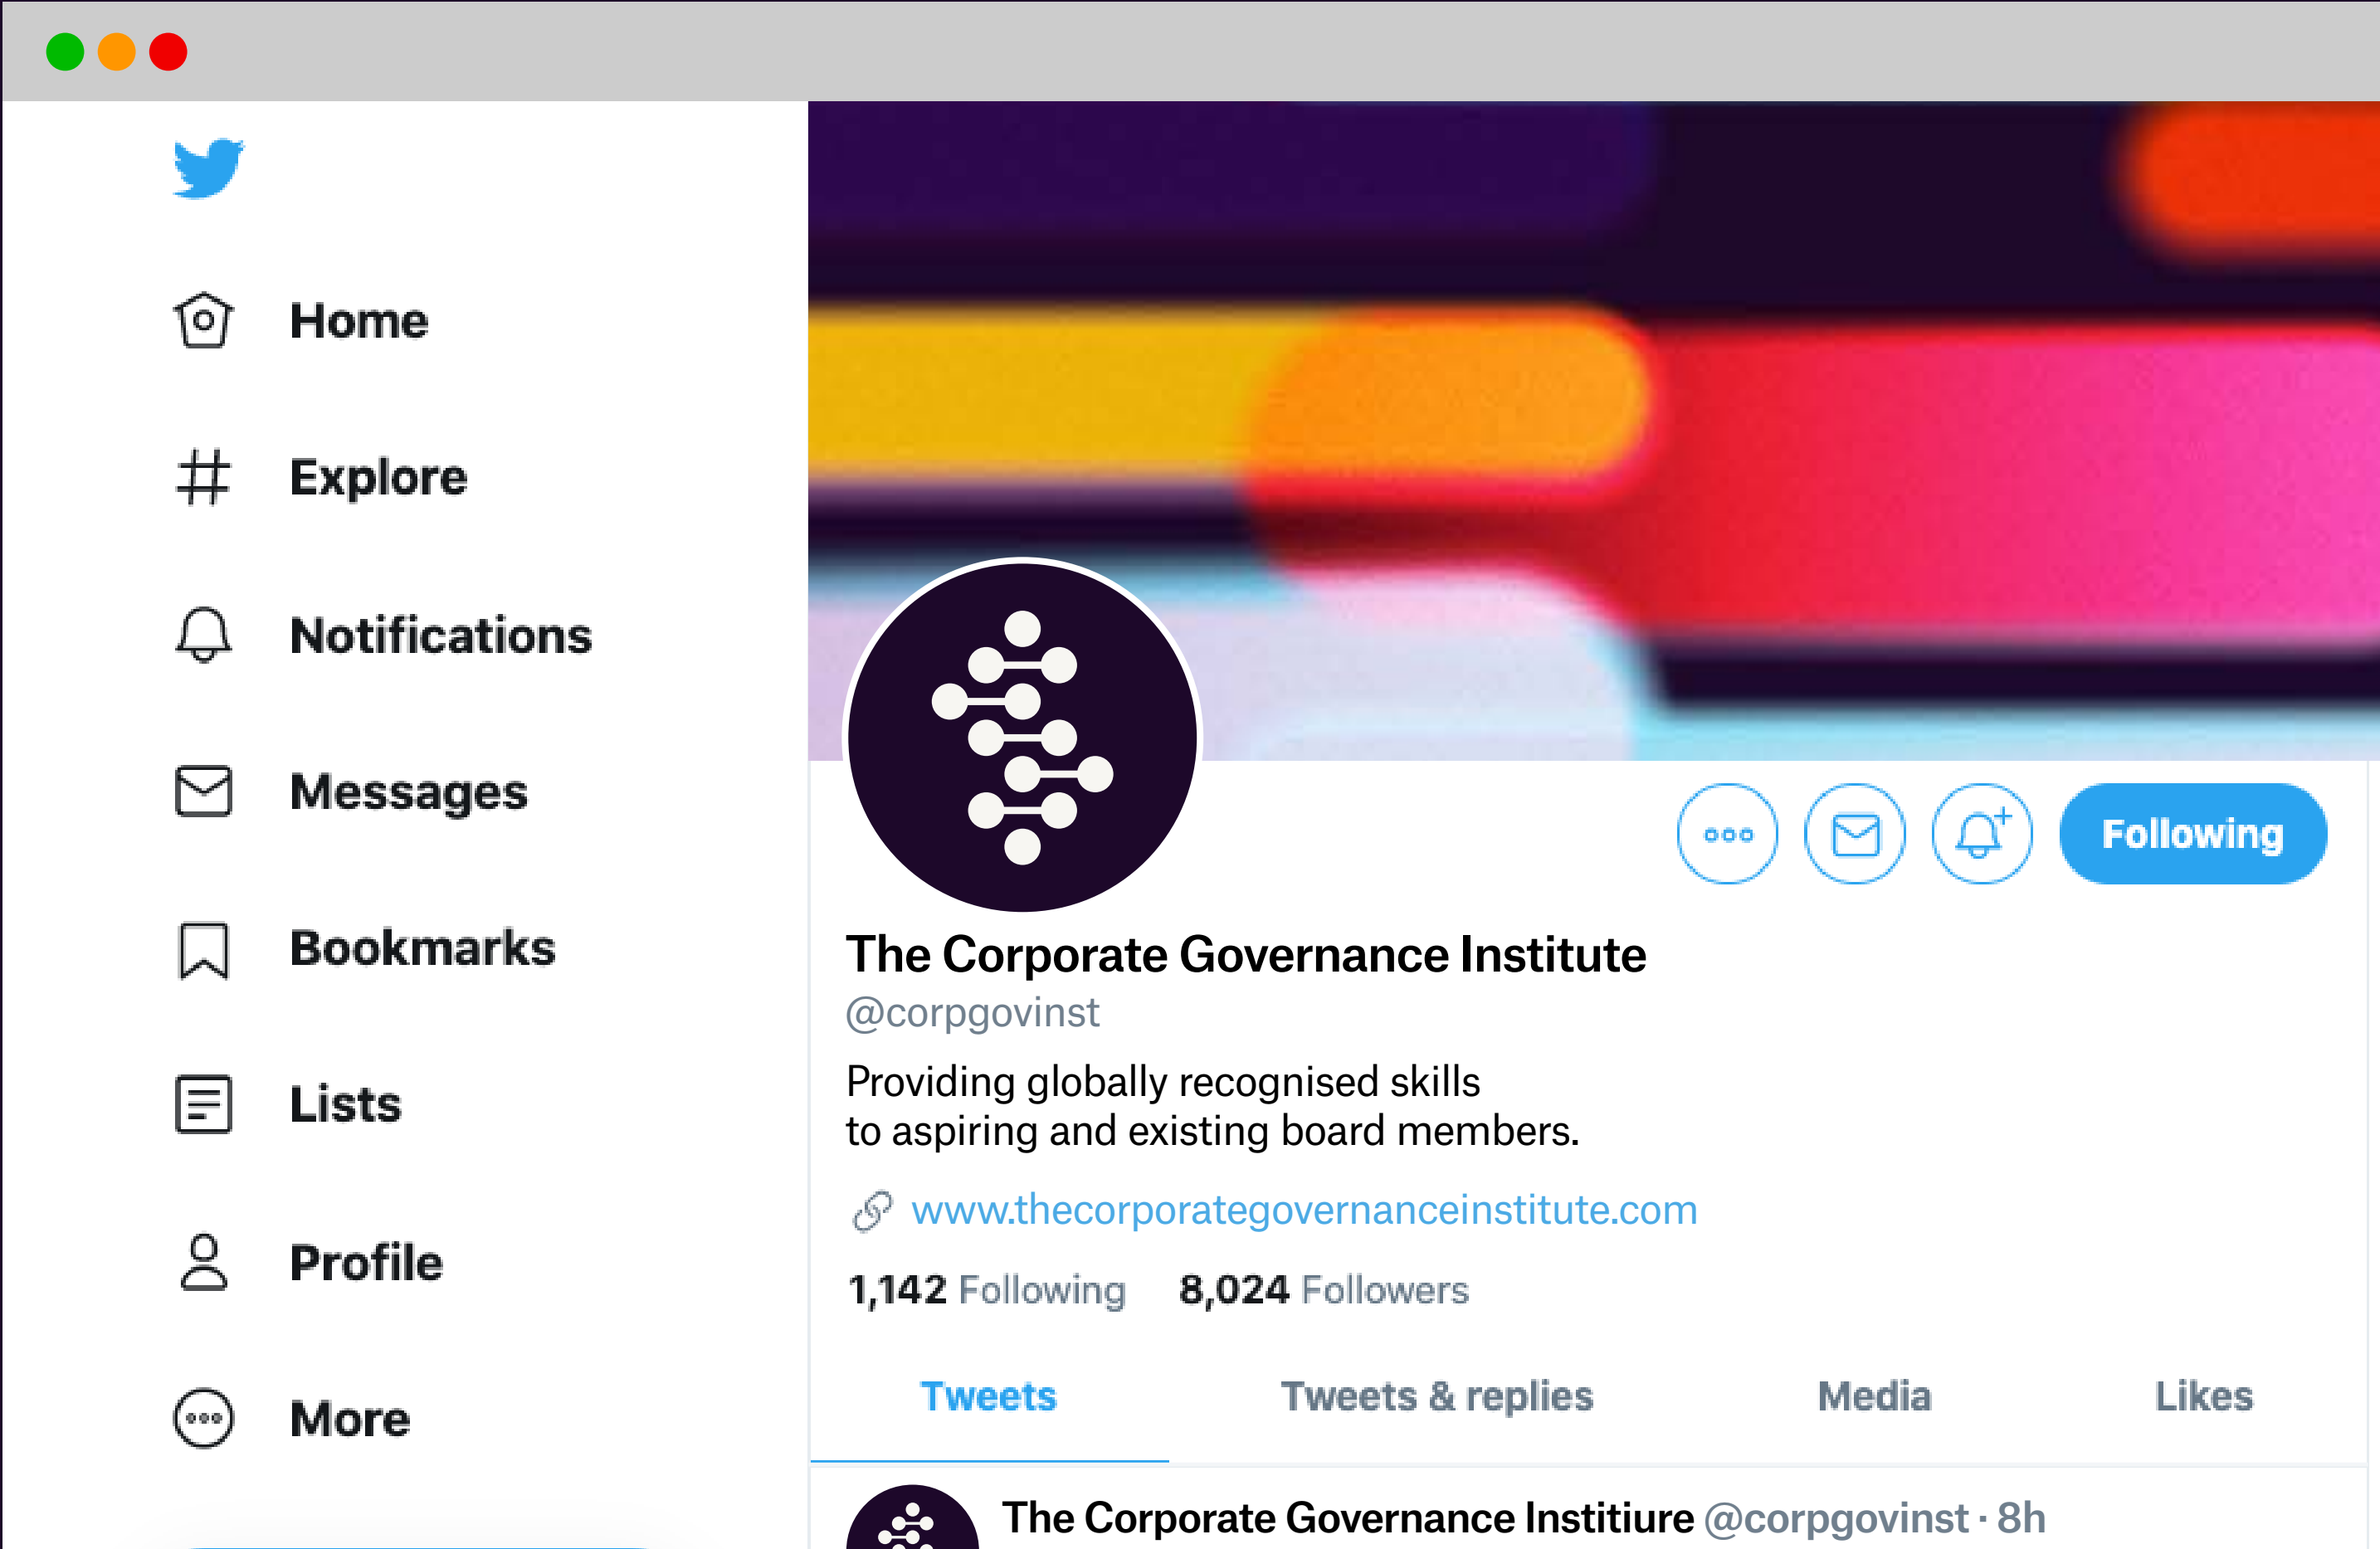 Home
Explore
Notifications
Messages
Bookmarks
Lists
Profile
More
Following
The Corporate Governance Institute
@corpgovinst
Providing globally recognised skills
to aspiring and existing board members.
www.thecorporategovernanceinstitute.com
1,142 Following 8,024 Followers
Tweets Tweets & replies Media Likes
The Corporate Governance Institiure @corpgovinst · 8h